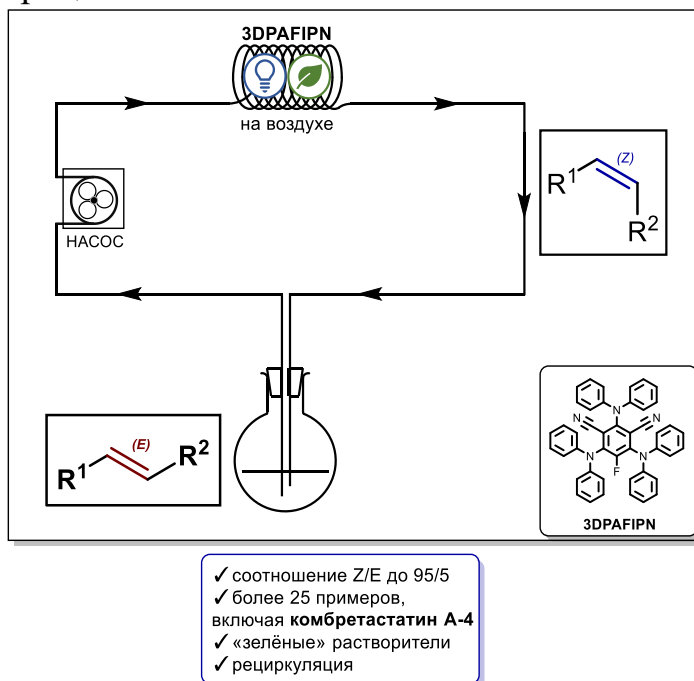 3DPAFIPN
на воздухе
(Z)
R¹
R²
НАСОС
(E)
R²
R¹
N
N
N
N
N
F
3DPAFIPN
✓ соотношение Z/E до 95/5
✓ более 25 примеров,
включая комбретастатин А-4
✓ «зелёные» растворители
✓ рециркуляция